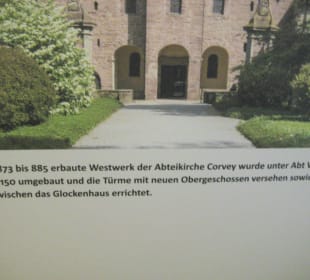 873 bis 885 erbaute Westwerk der Abteikirche Corvey wurde unter Abt
150 umgebaut und die Türme mit neuen Obergeschossen versehen sowie
wischen das Glockenhaus errichtet.